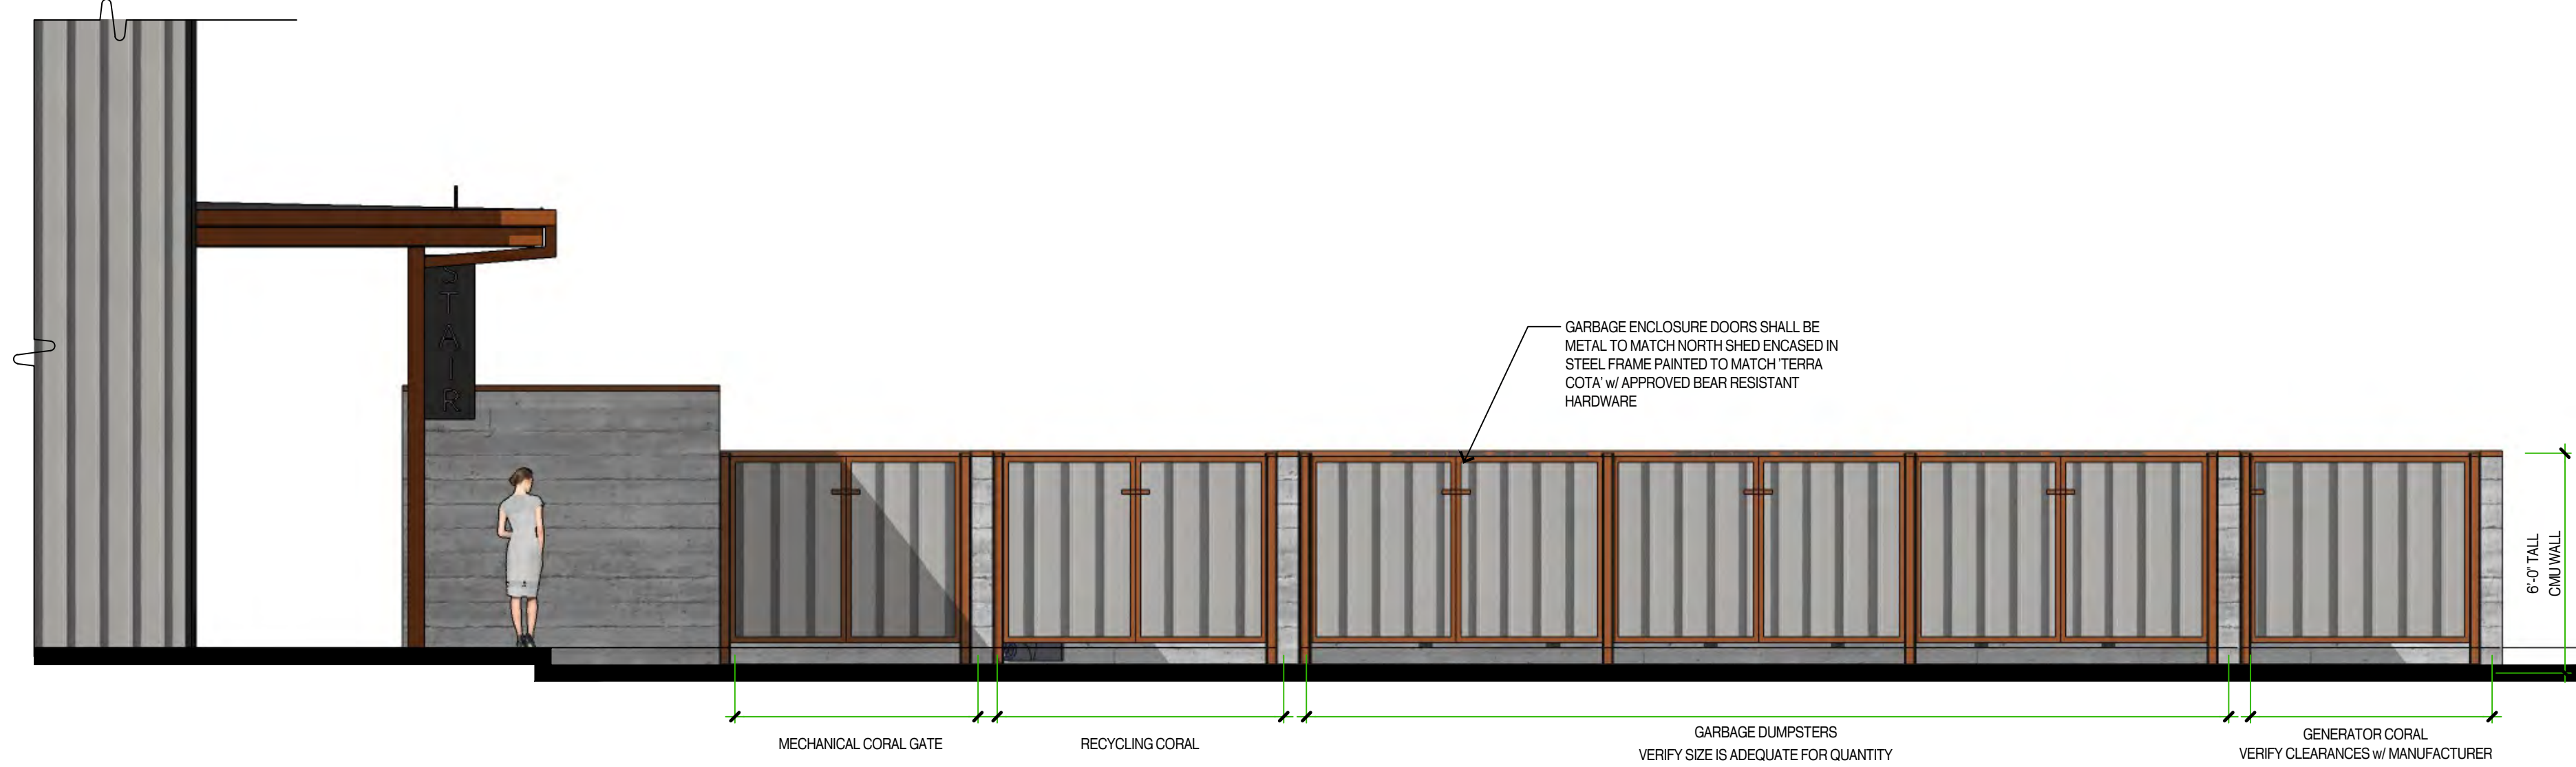 STAIR
GARBAGE ENCLOSURE DOORS SHALL BE
METAL TO MATCH NORTH SHED ENCASED IN
STEEL FRAME PAINTED TO MATCH 'TERRA
COTA' w/ APPROVED BEAR RESISTANT
HARDWARE
6'-0" TALL
CMU WALL
MECHANICAL CORAL GATE
RECYCLING CORAL
GARBAGE DUMPSTERS
VERIFY SIZE IS ADEQUATE FOR QUANTITY
GENERATOR CORAL
VERIFY CLEARANCES w/ MANUFACTURER